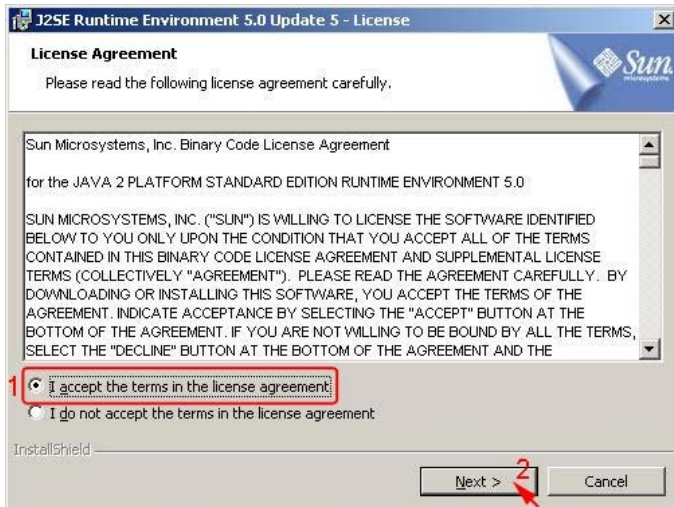 J2SE Runtime Environment 5.0 Update 5 - License
License Agreement
Please read the following license agreement carefully.
Sun
microsystems
Sun Microsystems, Inc. Binary Code License Agreement
for the JAVA 2 PLATFORM STANDARD EDITION RUNTIME ENVIRONMENT 5.0
SUN MICROSYSTEMS, INC. ("SUN") IS WILLING TO LICENSE THE SOFTWARE IDENTIFIED
BELOW TO YOU ONLY UPON THE CONDITION THAT YOU ACCEPT ALL OF THE TERMS
CONTAINED IN THIS BINARY CODE LICENSE AGREEMENT AND SUPPLEMENTAL LICENSE
TERMS (COLLECTIVELY "AGREEMENT"). PLEASE READ THE AGREEMENT CAREFULLY. BY
DOWNLOADING OR INSTALLING THIS SOFTWARE, YOU ACCEPT THE TERMS OF THE
AGREEMENT. INDICATE ACCEPTANCE BY SELECTING THE "ACCEPT" BUTTON AT THE
BOTTOM OF THE AGREEMENT. IF YOU ARE NOT WILLING TO BE BOUND BY ALL THE TERMS,
SELECT THE "DECLINE" BUTTON AT THE BOTTOM OF THE AGREEMENT AND THE
1 I accept the terms in the license agreement
I do not accept the terms in the license agreement
InstallShield
Next > 2 Cancel